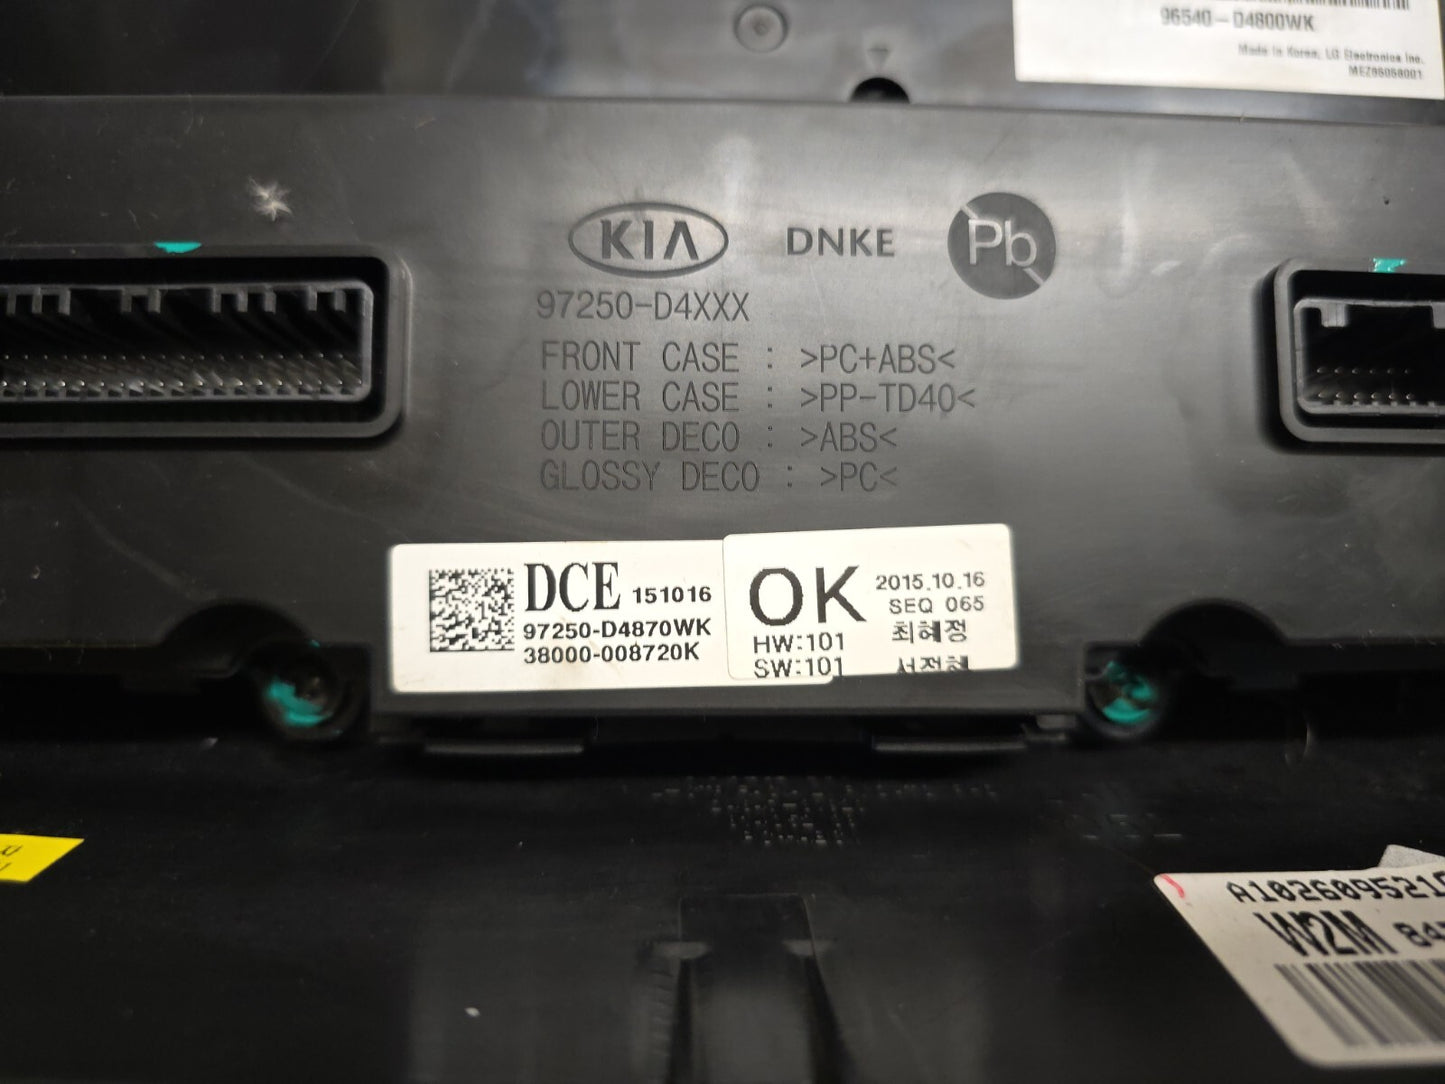 96540-D4800WK
Made in Korea, LG Electronics Inc.
KIA DNKE Pb
97250-D4XXX
FRONT CASE : >PC+ABS<
LOWER CASE : >PP-TD40<
OUTER DECO : >ABS<
GLOSSY DECO : >PC<
DCE 151016
97250-D4870WK
38000-008720K
OK
2015.10.16
SEQ 065
HW:101 최혜정
SW:101
W2M